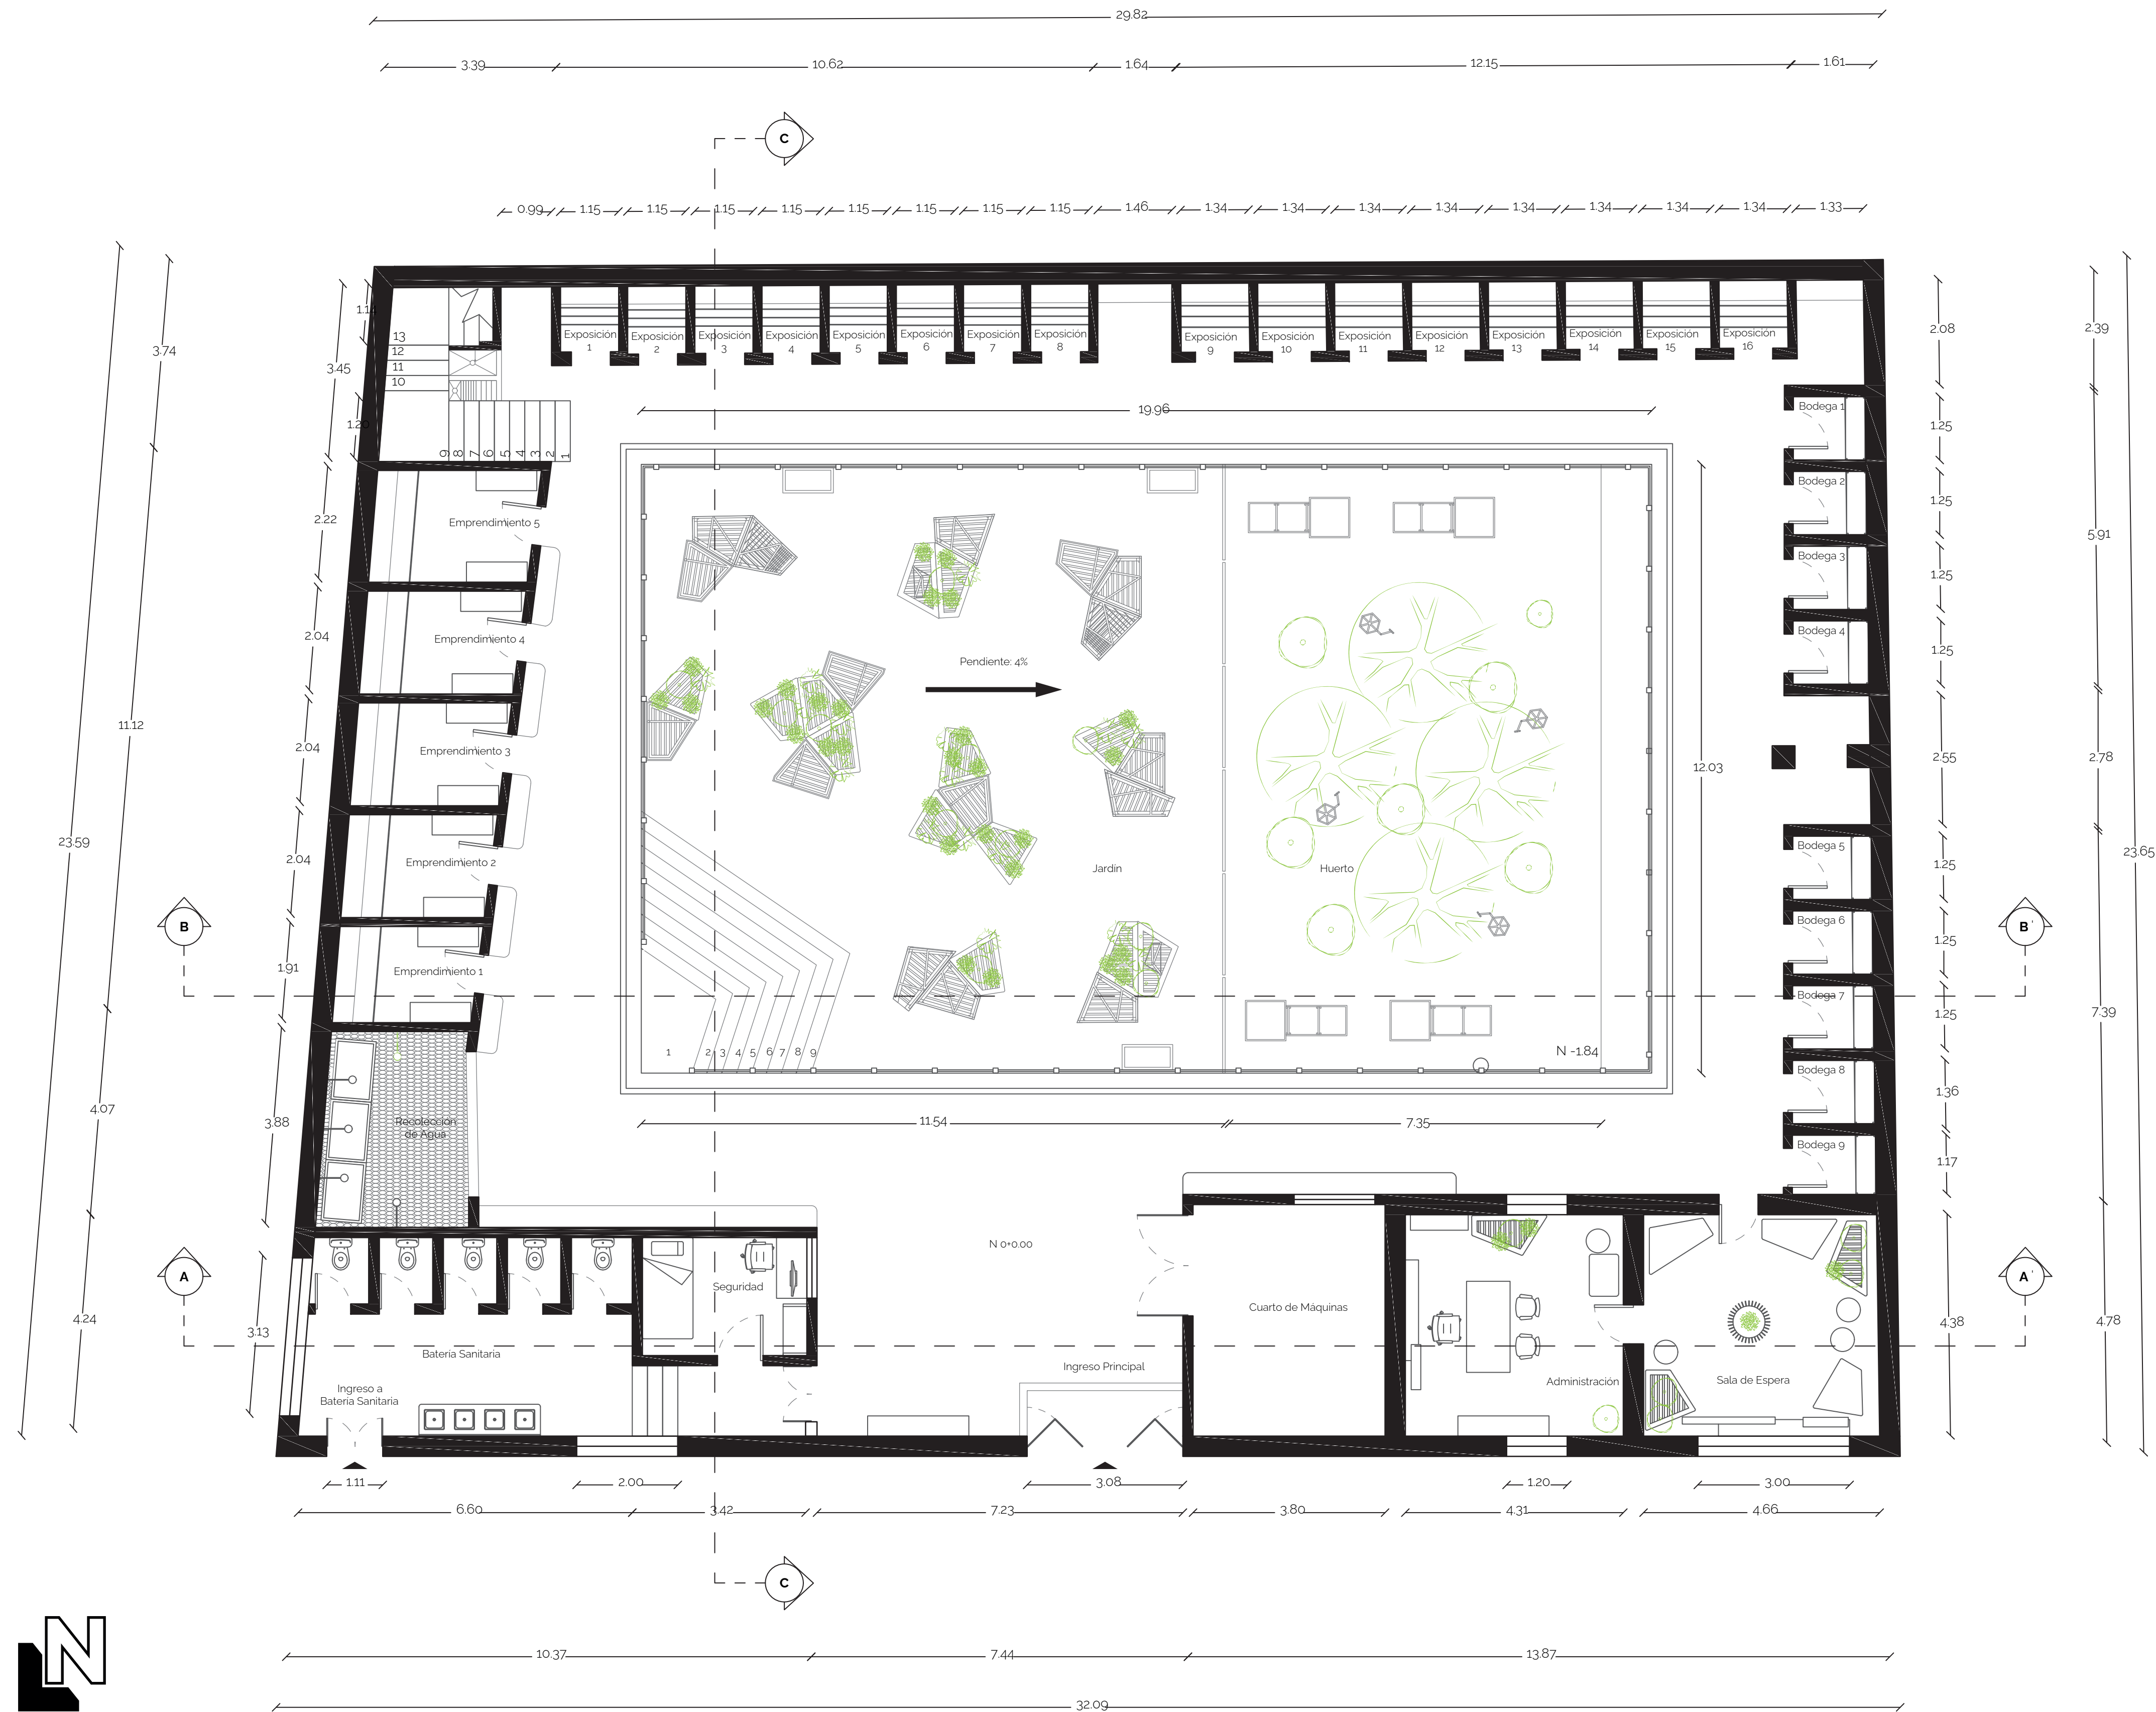 29.82
3.39 10.62 1.64 12.15 1.61
C
0.99 1.15 1.15 1.15 1.15 1.15 1.15 1.15 1.15 1.46 1.34 1.34 1.34 1.34 1.34 1.34 1.34 1.34 1.33
Exposición 1
Exposición 2
Exposición 3
Exposición 4
Exposición 5
Exposición 6
Exposición 7
Exposición 8
Exposición 9
Exposición 10
Exposición 11
Exposición 12
Exposición 13
Exposición 14
Exposición 15
Exposición 16
13
12
11
10
9 8 7 6 5 4 3 2 1
1.20
3.45
3.74
2.22
2.04
2.04
2.04
1.91
3.88
3.13
11.12
4.07
4.24
23.59
19.96
12.03
Emprendimiento 5
Emprendimiento 4
Emprendimiento 3
Emprendimiento 2
Emprendimiento 1
Pendiente: 4%
Jardin
Huerto
1 2 3 4 5 6 7 8 9
N -1.84
11.54 7.35
Bodega 1
Bodega 2
Bodega 3
Bodega 4
Bodega 5
Bodega 6
Bodega 7
Bodega 8
Bodega 9
2.08
1.25
1.25
1.25
1.25
2.55
1.25
1.25
1.25
1.36
1.17
4.38
2.39
5.91
2.78
7.39
4.78
23.65
B
B'
A
A'
Recolección
de Agua
N 0+0.00
Seguridad
Cuarto de Máquinas
Batería Sanitaria
Ingreso a
Batería Sanitaria
Ingreso Principal
Administración
Sala de Espera
1.11 2.00 3.08 1.20 3.00
6.60 3.42 7.23 3.80 4.31 4.66
C
N
10.37 7.44 13.87
32.09